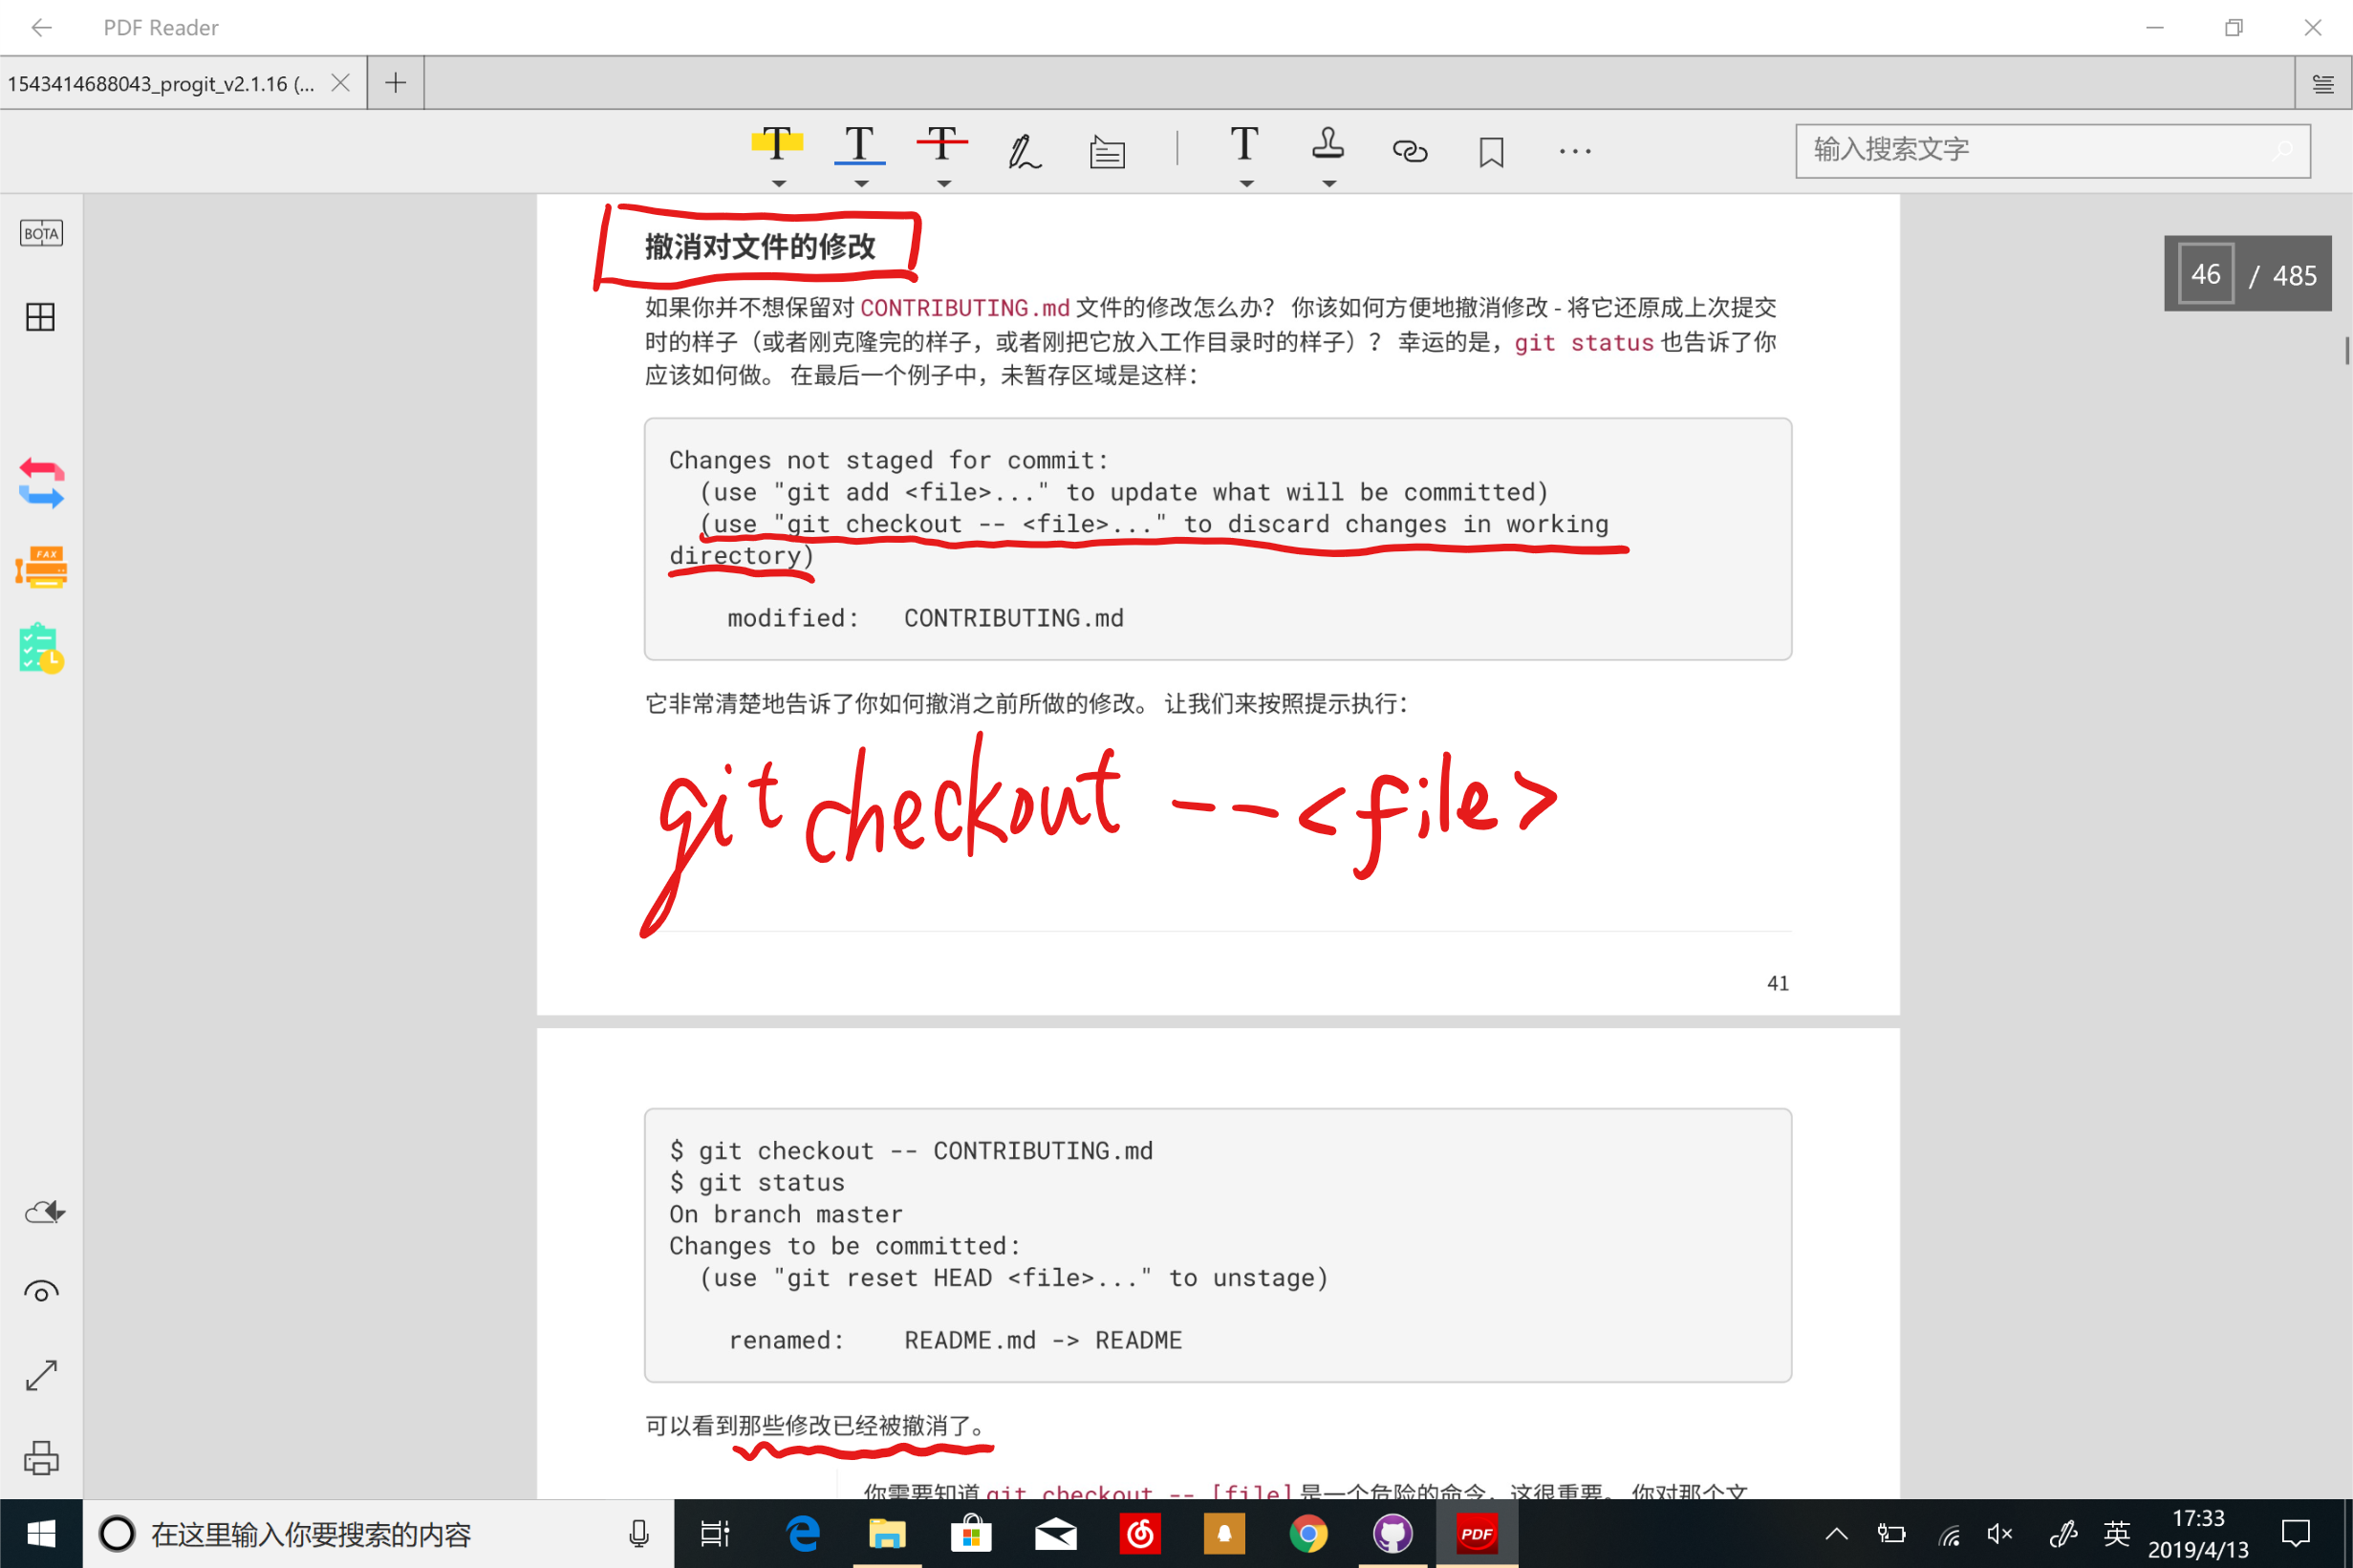 PDF Reader
1543414688043_progit_v2.1.16 (...
输入搜索文字
BOTA
46 / 485
撤消对文件的修改
如果你并不想保留对 CONTRIBUTING.md 文件的修改怎么办？ 你该如何方便地撤消修改 - 将它还原成上次提交
时的样子（或者刚克隆完的样子，或者刚把它放入工作目录时的样子）？ 幸运的是，git status 也告诉了你
应该如何做。 在最后一个例子中，未暂存区域是这样：
Changes not staged for commit:
(use "git add <file>..." to update what will be committed)
(use "git checkout -- <file>..." to discard changes in working
directory)
modified: CONTRIBUTING.md
它非常清楚地告诉了你如何撤消之前所做的修改。 让我们来按照提示执行：
git checkout --<file>
41
$ git checkout -- CONTRIBUTING.md
$ git status
On branch master
Changes to be committed:
(use "git reset HEAD <file>..." to unstage)
renamed: README.md -> README
可以看到那些修改已经被撤消了。
你需要知道 git checkout -- [file] 是一个危险的命令，这很重要。 你对那个文
FAX
在这里输入你要搜索的内容
PDF
英
17:33
2019/4/13